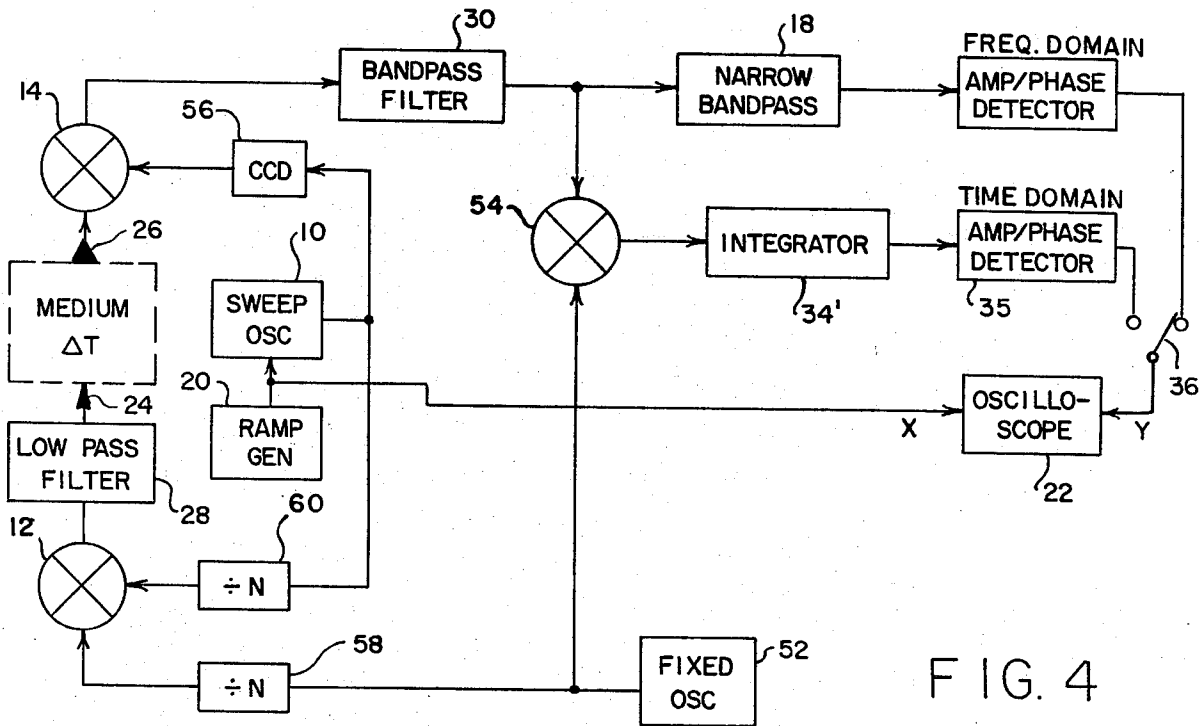 30
BANDPASS
FILTER
18
NARROW
BANDPASS
FREQ. DOMAIN
AMP/PHASE
DETECTOR
14
56
CCD
54
INTEGRATOR
34'
TIME DOMAIN
AMP/PHASE
DETECTOR
35
36
26
MEDIUM
ΔT
24
LOW PASS
FILTER
28
10
SWEEP
OSC
20
RAMP
GEN
X
OSCILLO-
SCOPE
Y
22
12
60
÷ N
58
÷ N
FIXED
OSC
52
FIG. 4